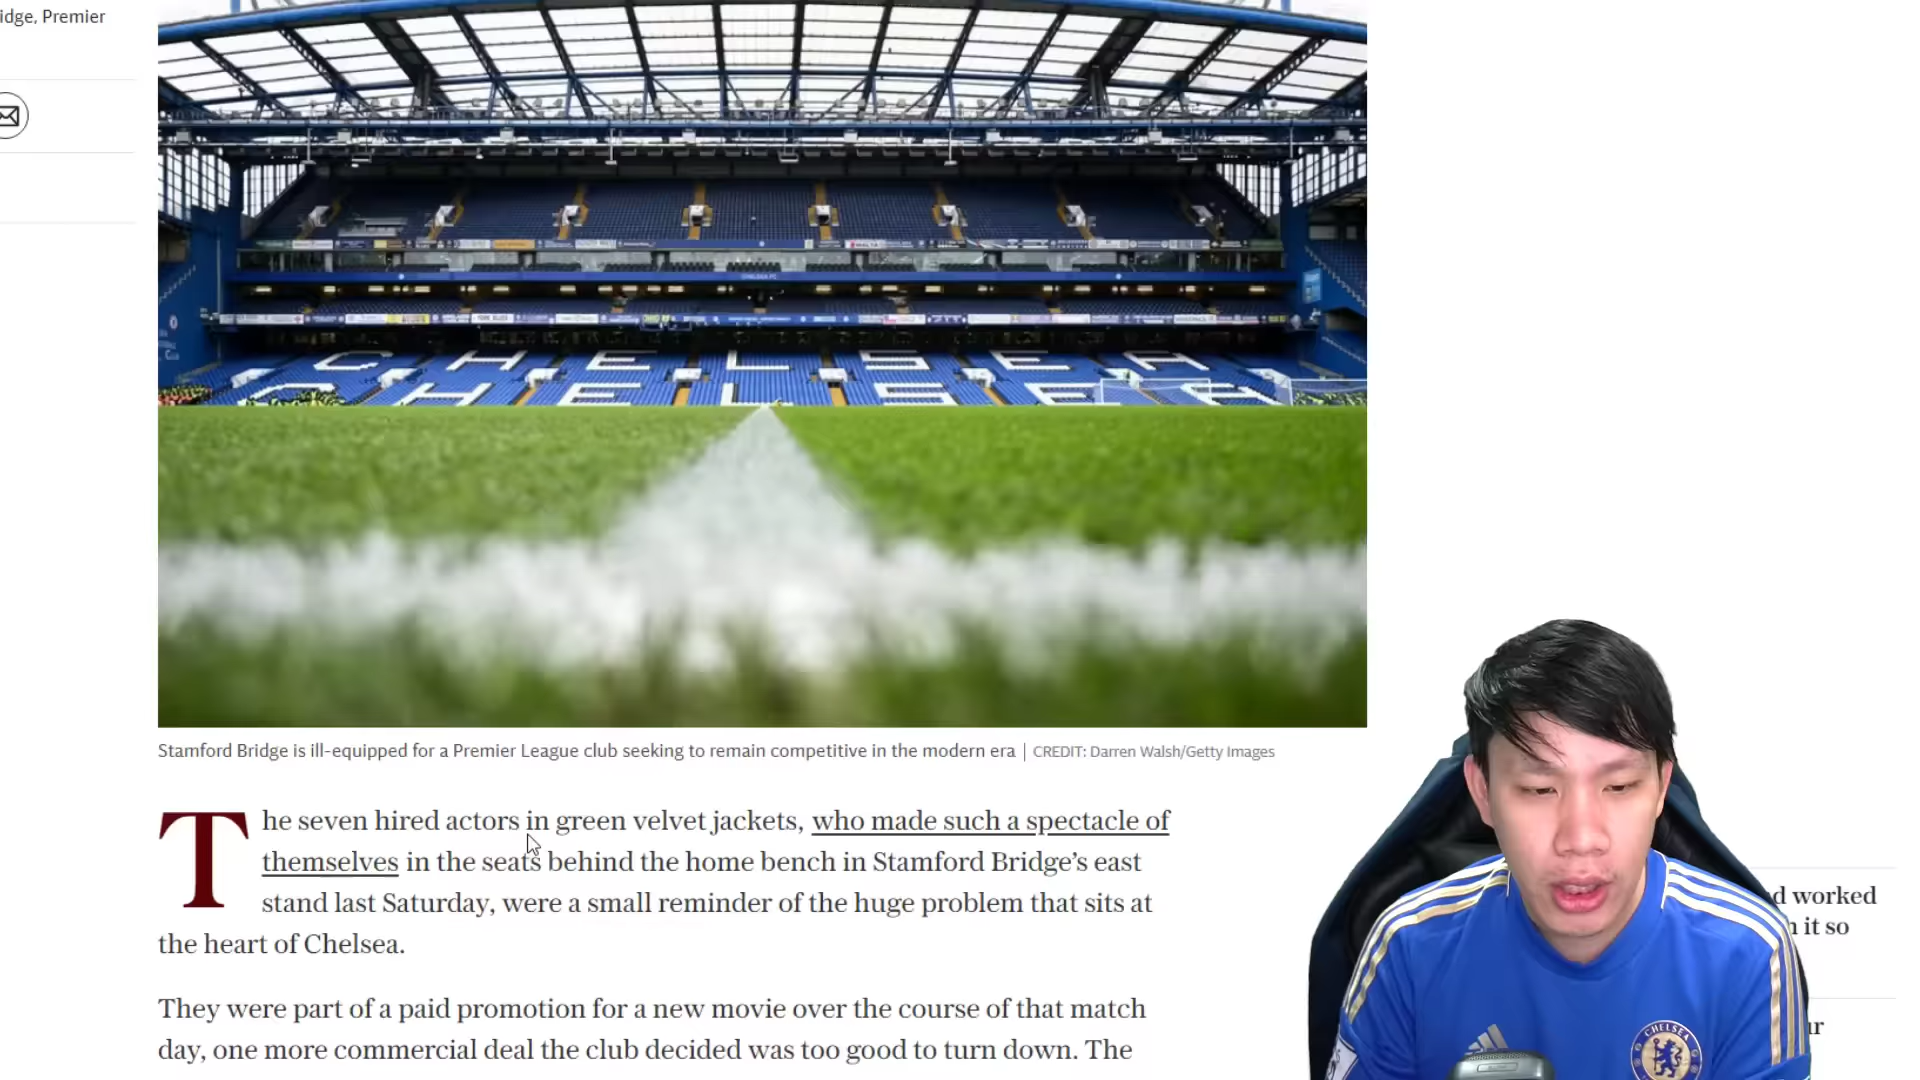 idge, Premier
CHELSEA
CHELSEA
Stamford Bridge is ill-equipped for a Premier League club seeking to remain competitive in the modern era | CREDIT: Darren Walsh/Getty Images
The seven hired actors in green velvet jackets, who made such a spectacle of
themselves in the seats behind the home bench in Stamford Bridge’s east
stand last Saturday, were a small reminder of the huge problem that sits at
the heart of Chelsea.
They were part of a paid promotion for a new movie over the course of that match
day, one more commercial deal the club decided was too good to turn down. The
d worked
it so
CHELSEA